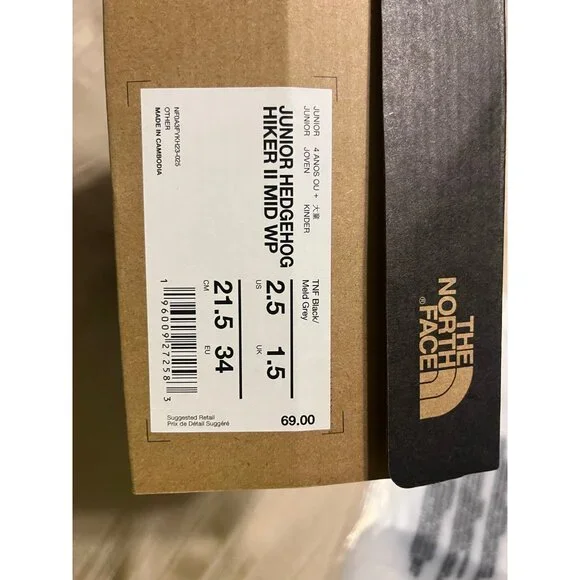 THE
NORTH
FACE®
JUNIOR 4 ANOS OU + 大童
JUNIOR JOVEN KINDER
JUNIOR HEDGEHOG
HIKER II MID WP
NF0A3FYKH23-025
OTHER
MADE IN CAMBODIA
TNF Black/
Meld Grey
2.5 1.5
US UK
21.5 34
CM EU
1 96009 27258 3
69.00
Suggested Retail
Prix de Détail Suggéré